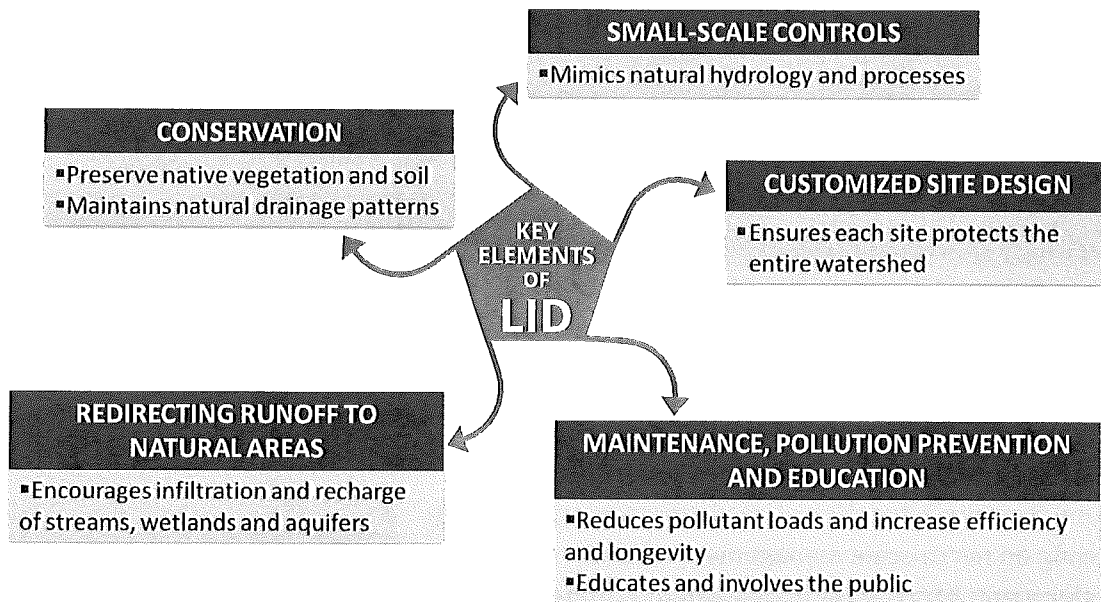 SMALL-SCALE CONTROLS
▪Mimics natural hydrology and processes
CONSERVATION
▪Preserve native vegetation and soil
▪Maintains natural drainage patterns
CUSTOMIZED SITE DESIGN
▪Ensures each site protects the
entire watershed
KEY
ELEMENTS
OF
LID
REDIRECTING RUNOFF TO
NATURAL AREAS
▪Encourages infiltration and recharge
of streams, wetlands and aquifers
MAINTENANCE, POLLUTION PREVENTION
AND EDUCATION
▪Reduces pollutant loads and increase efficiency
and longevity
▪Educates and involves the public